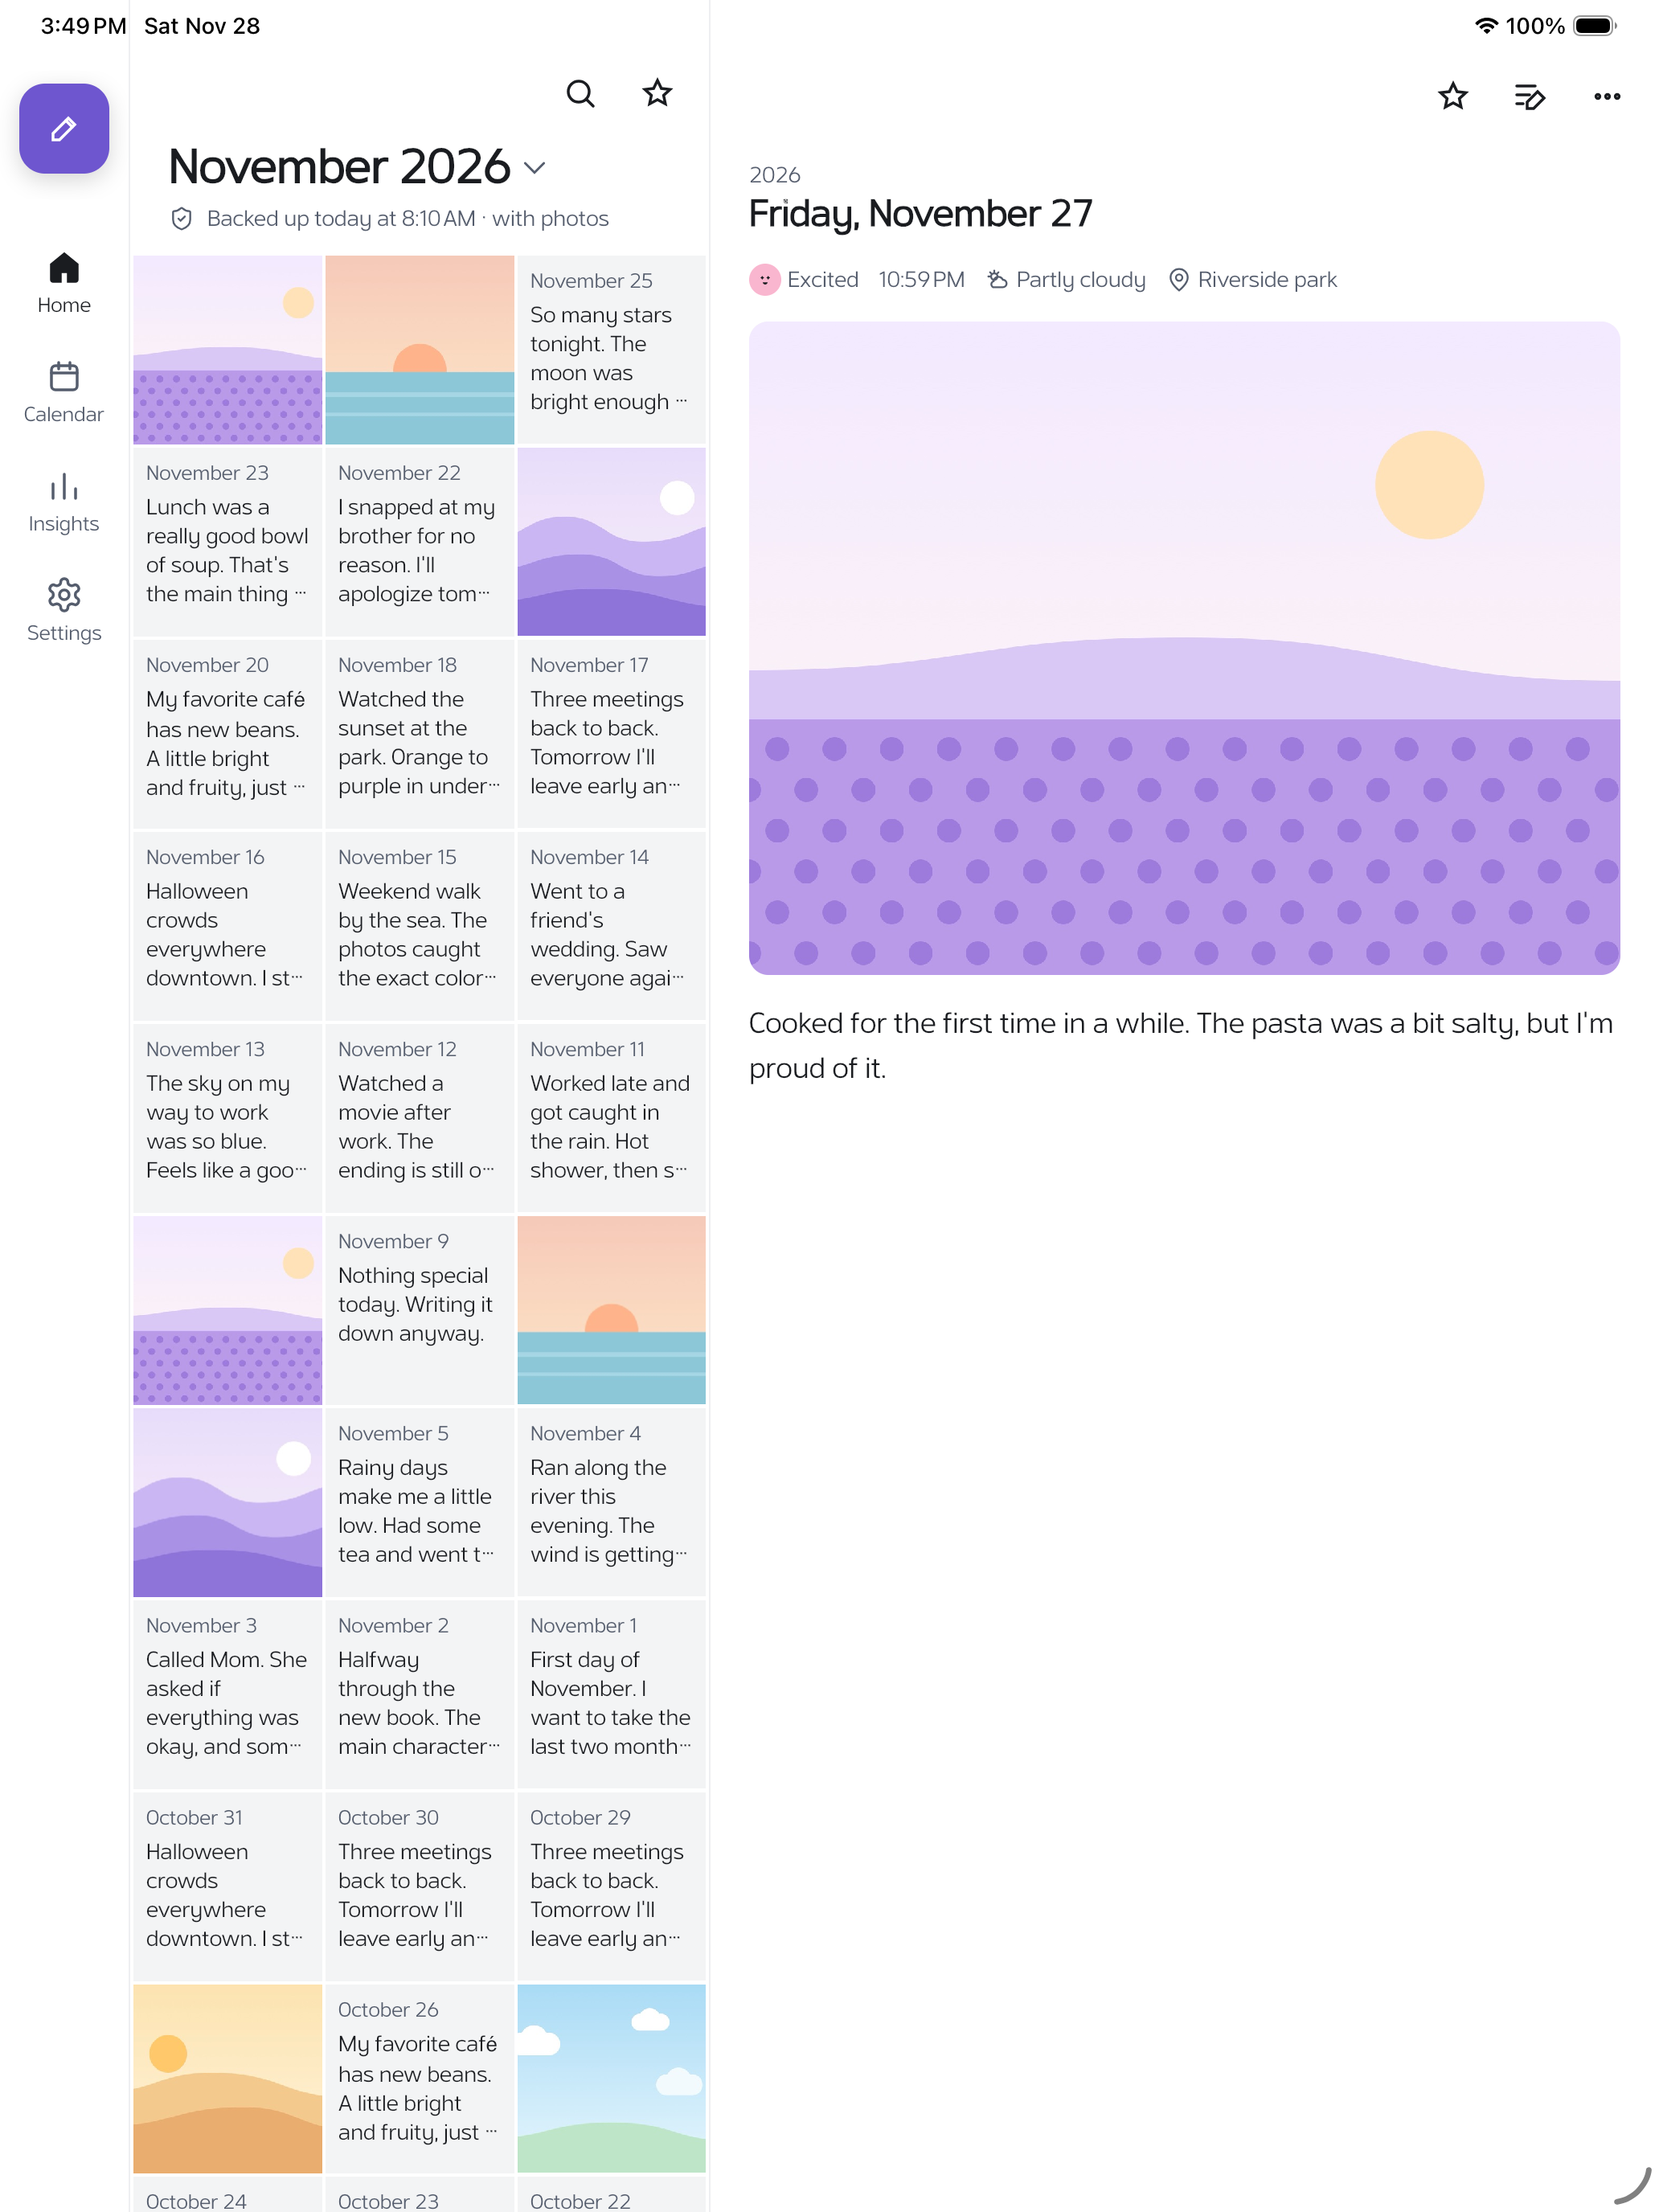 3:49 PM Sat Nov 28
100%
Home
Calendar
Insights
Settings
November 2026
Backed up today at 8:10 AM · with photos
November 25
So many stars
tonight. The
moon was
bright enough ···
November 23
Lunch was a
really good bowl
of soup. That's
the main thing ···
November 22
I snapped at my
brother for no
reason. I'll
apologize tom···
November 20
My favorite café
has new beans.
A little bright
and fruity, just ···
November 18
Watched the
sunset at the
park. Orange to
purple in under···
November 17
Three meetings
back to back.
Tomorrow I'll
leave early an···
November 16
Halloween
crowds
everywhere
downtown. I st···
November 15
Weekend walk
by the sea. The
photos caught
the exact color···
November 14
Went to a
friend's
wedding. Saw
everyone agai···
November 13
The sky on my
way to work
was so blue.
Feels like a goo···
November 12
Watched a
movie after
work. The
ending is still o···
November 11
Worked late and
got caught in
the rain. Hot
shower, then s···
November 9
Nothing special
today. Writing it
down anyway.
November 5
Rainy days
make me a little
low. Had some
tea and went t···
November 4
Ran along the
river this
evening. The
wind is getting···
November 3
Called Mom. She
asked if
everything was
okay, and som···
November 2
Halfway
through the
new book. The
main character···
November 1
First day of
November. I
want to take the
last two month···
October 31
Halloween
crowds
everywhere
downtown. I st···
October 30
Three meetings
back to back.
Tomorrow I'll
leave early an···
October 29
Three meetings
back to back.
Tomorrow I'll
leave early an···
October 26
My favorite café
has new beans.
A little bright
and fruity, just ···
October 24
October 23
October 22
2026
Friday, November 27
Excited 10:59 PM Partly cloudy Riverside park
Cooked for the first time in a while. The pasta was a bit salty, but I'm
proud of it.